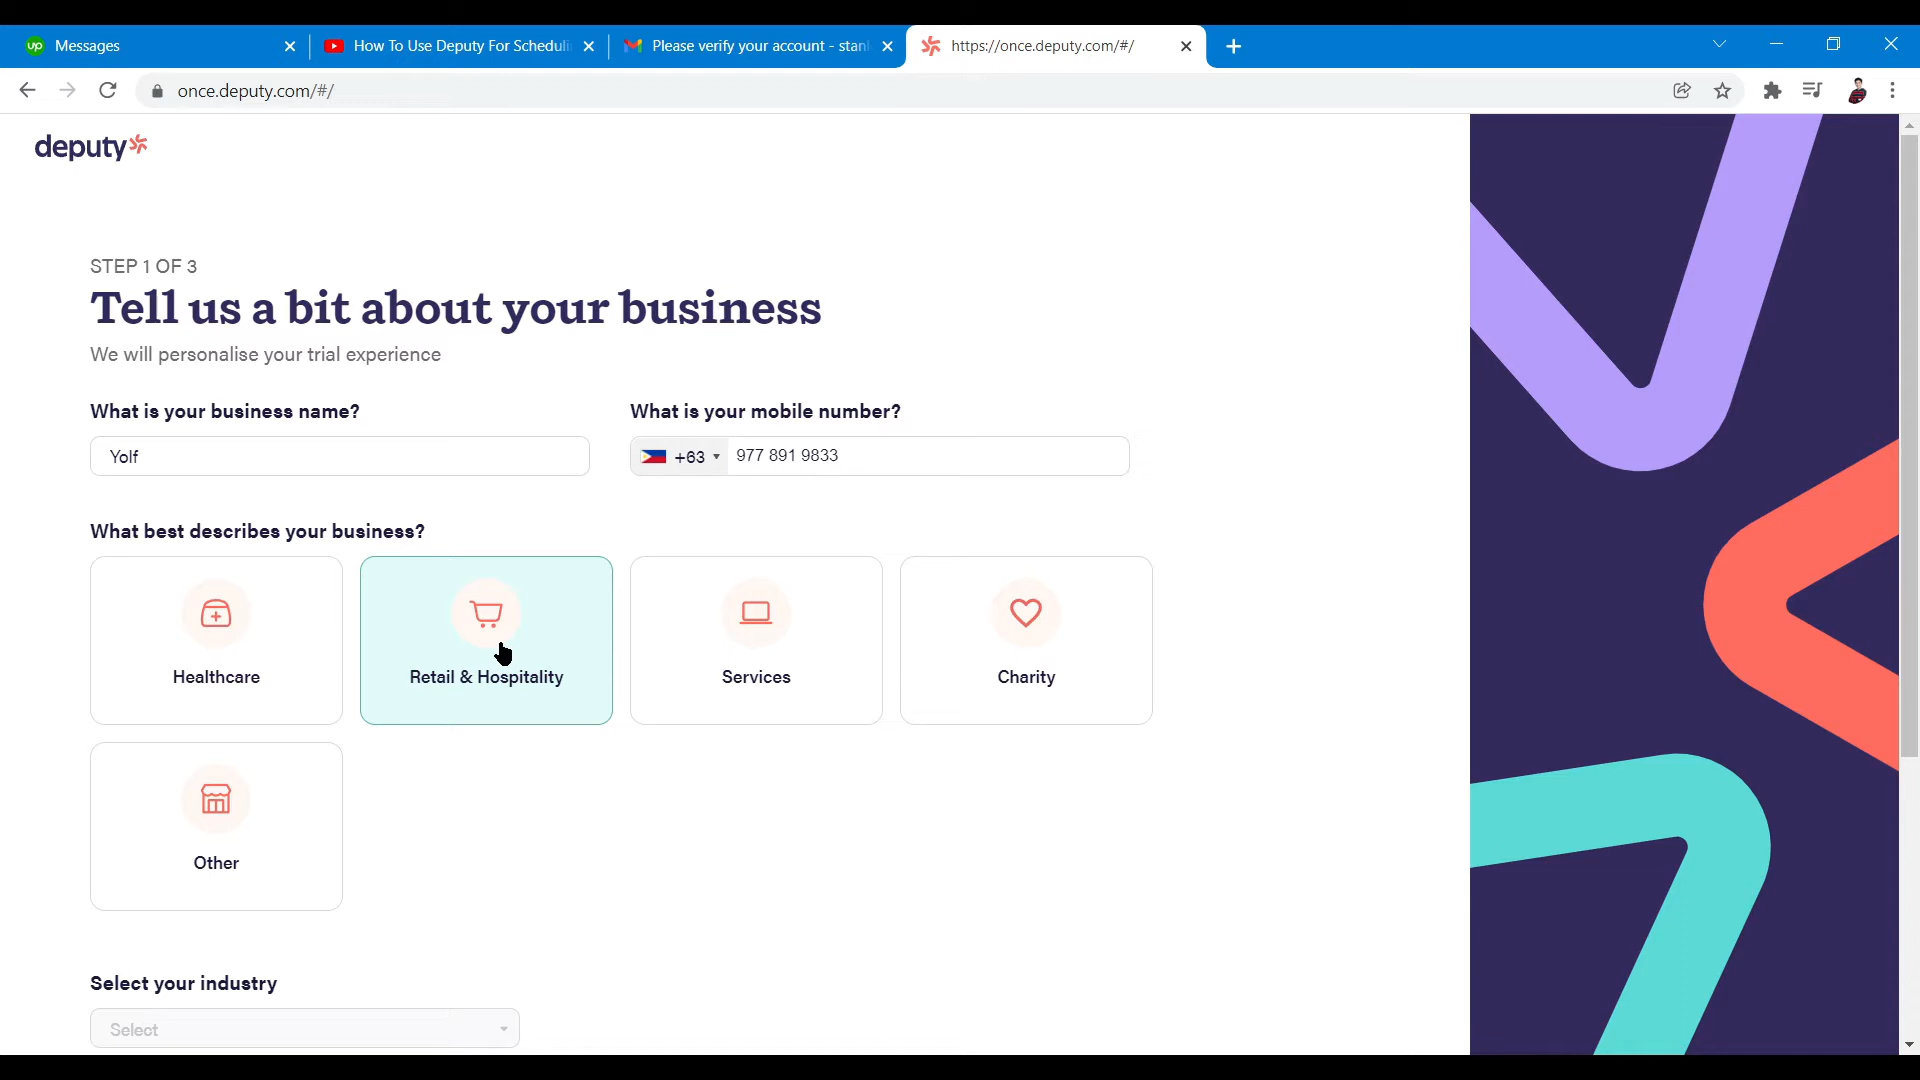 up Messages
How To Use Deputy For Scheduli
Please verify your account - stanl
https://once.deputy.com/#/
once.deputy.com/#/
deputy
STEP 1 OF 3
Tell us a bit about your business
We will personalise your trial experience
What is your business name?
What is your mobile number?
Yolf
+63 977 891 9833
What best describes your business?
Healthcare
Retail & Hospitality
Services
Charity
Other
Select your industry
Select